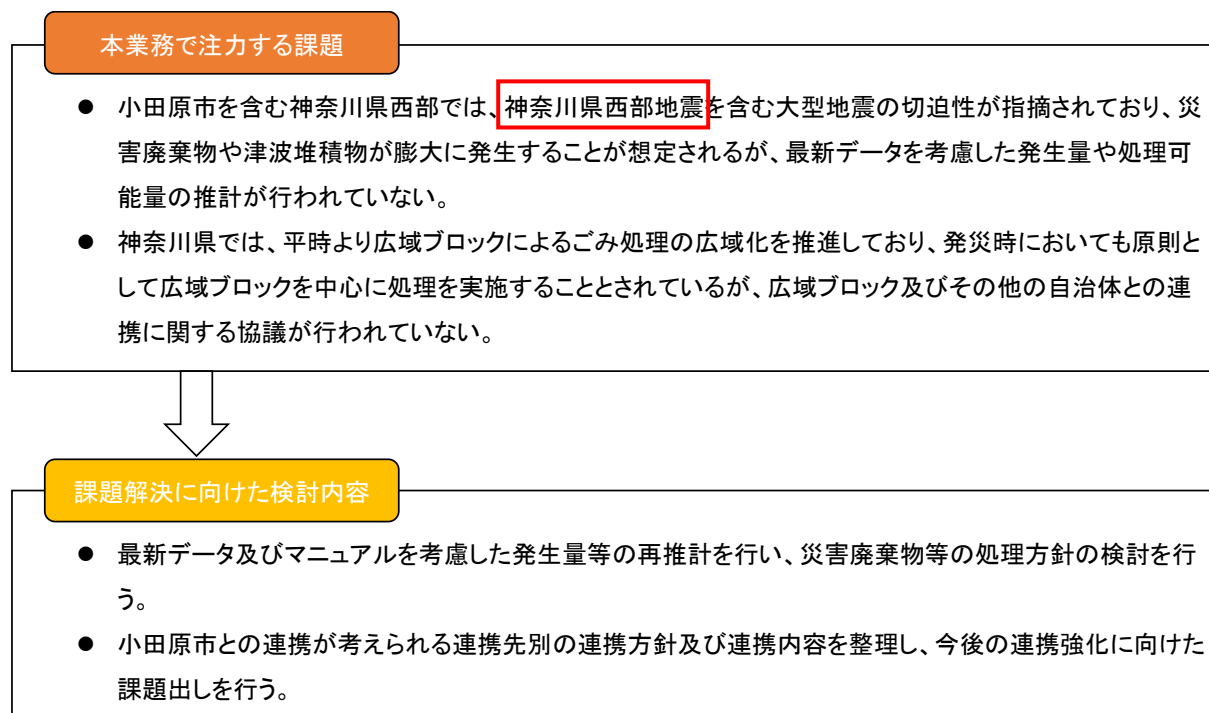 本業務で注力する課題
● 小田原市を含む神奈川県西部では、神奈川県西部地震を含む大型地震の切迫性が指摘されており、災
害廃棄物や津波堆積物が膨大に発生することが想定されるが、最新データを考慮した発生量や処理可
能量の推計が行われていない。
● 神奈川県では、平時より広域ブロックによるごみ処理の広域化を推進しており、発災時においても原則と
して広域ブロックを中心に処理を実施することとされているが、広域ブロック及びその他の自治体との連
携に関する協議が行われていない。
課題解決に向けた検討内容
● 最新データ及びマニュアルを考慮した発生量等の再推計を行い、災害廃棄物等の処理方針の検討を行
う。
● 小田原市との連携が考えられる連携先別の連携方針及び連携内容を整理し、今後の連携強化に向けた
課題出しを行う。